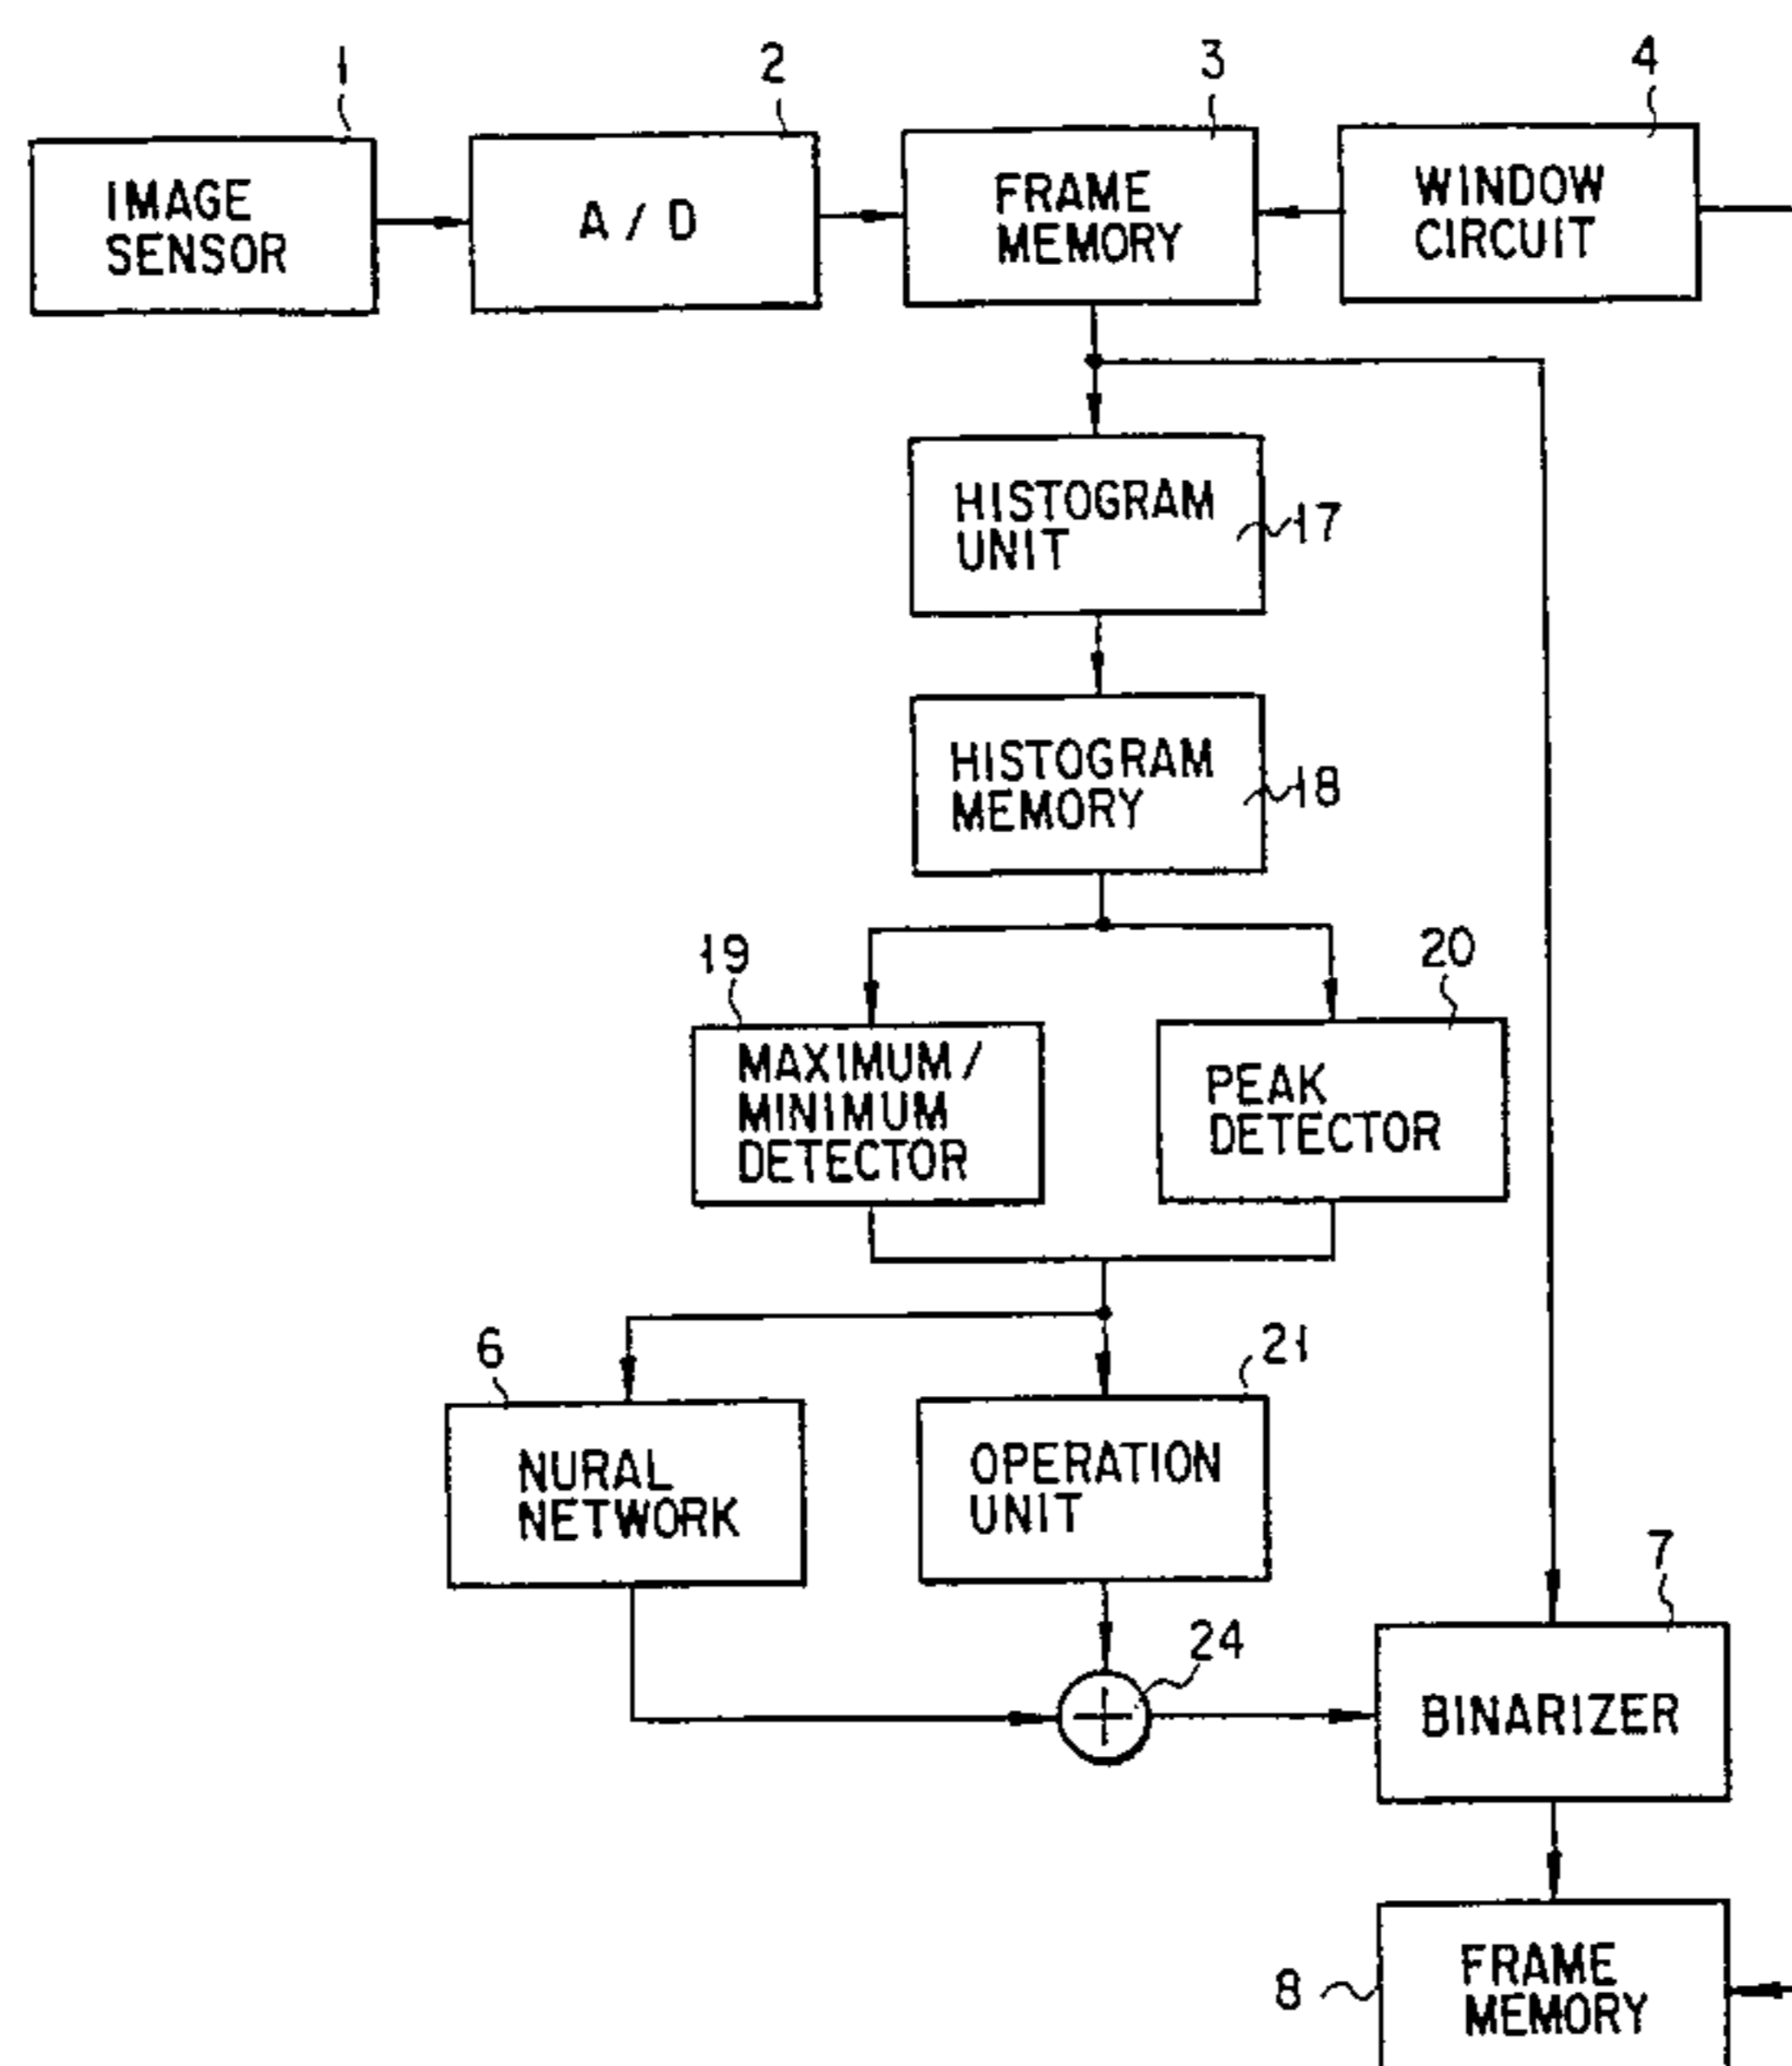 1
2
3
4
IMAGE
SENSOR
A / D
FRAME
MEMORY
WINDOW
CIRCUIT
HISTOGRAM
UNIT
17
HISTOGRAM
MEMORY
18
19
20
MAXIMUM /
MINIMUM
DETECTOR
PEAK
DETECTOR
6
21
NURAL
NETWORK
OPERATION
UNIT
7
24
BINARIZER
8
FRAME
MEMORY